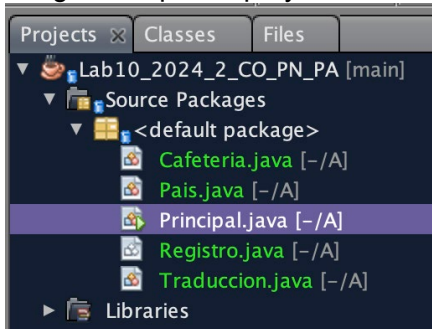 Projects Classes Files
Lab10_2024_2_CO_PN_PA [main]
Source Packages
<default package>
Cafeteria.java [-/A]
Pais.java [-/A]
Principal.java [-/A]
Registro.java [-/A]
Traduccion.java [-/A]
Libraries